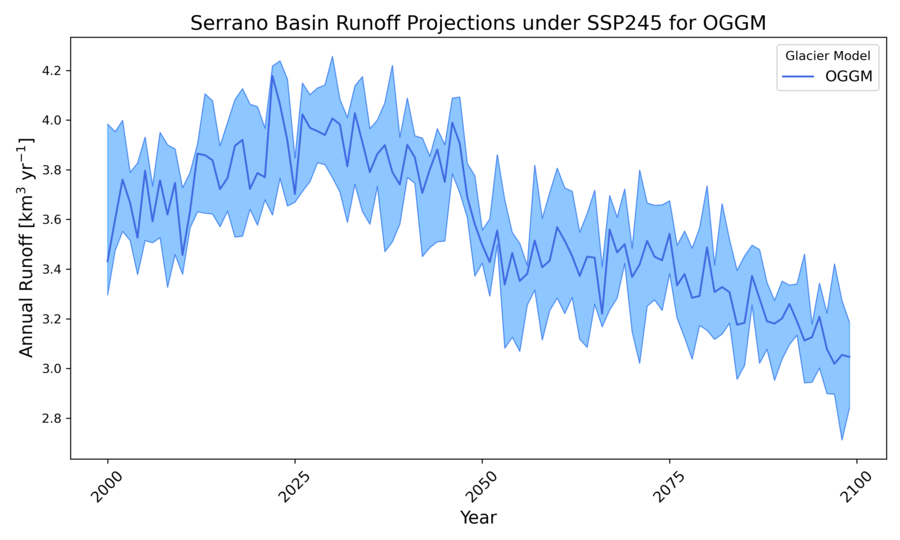 Serrano Basin Runoff Projections under SSP245 for OGGM
Glacier Model
OGGM
Annual Runoff [km³ yr⁻¹]
4.2
4.0
3.8
3.6
3.4
3.2
3.0
2.8
2000
2025
2050
2075
2100
Year